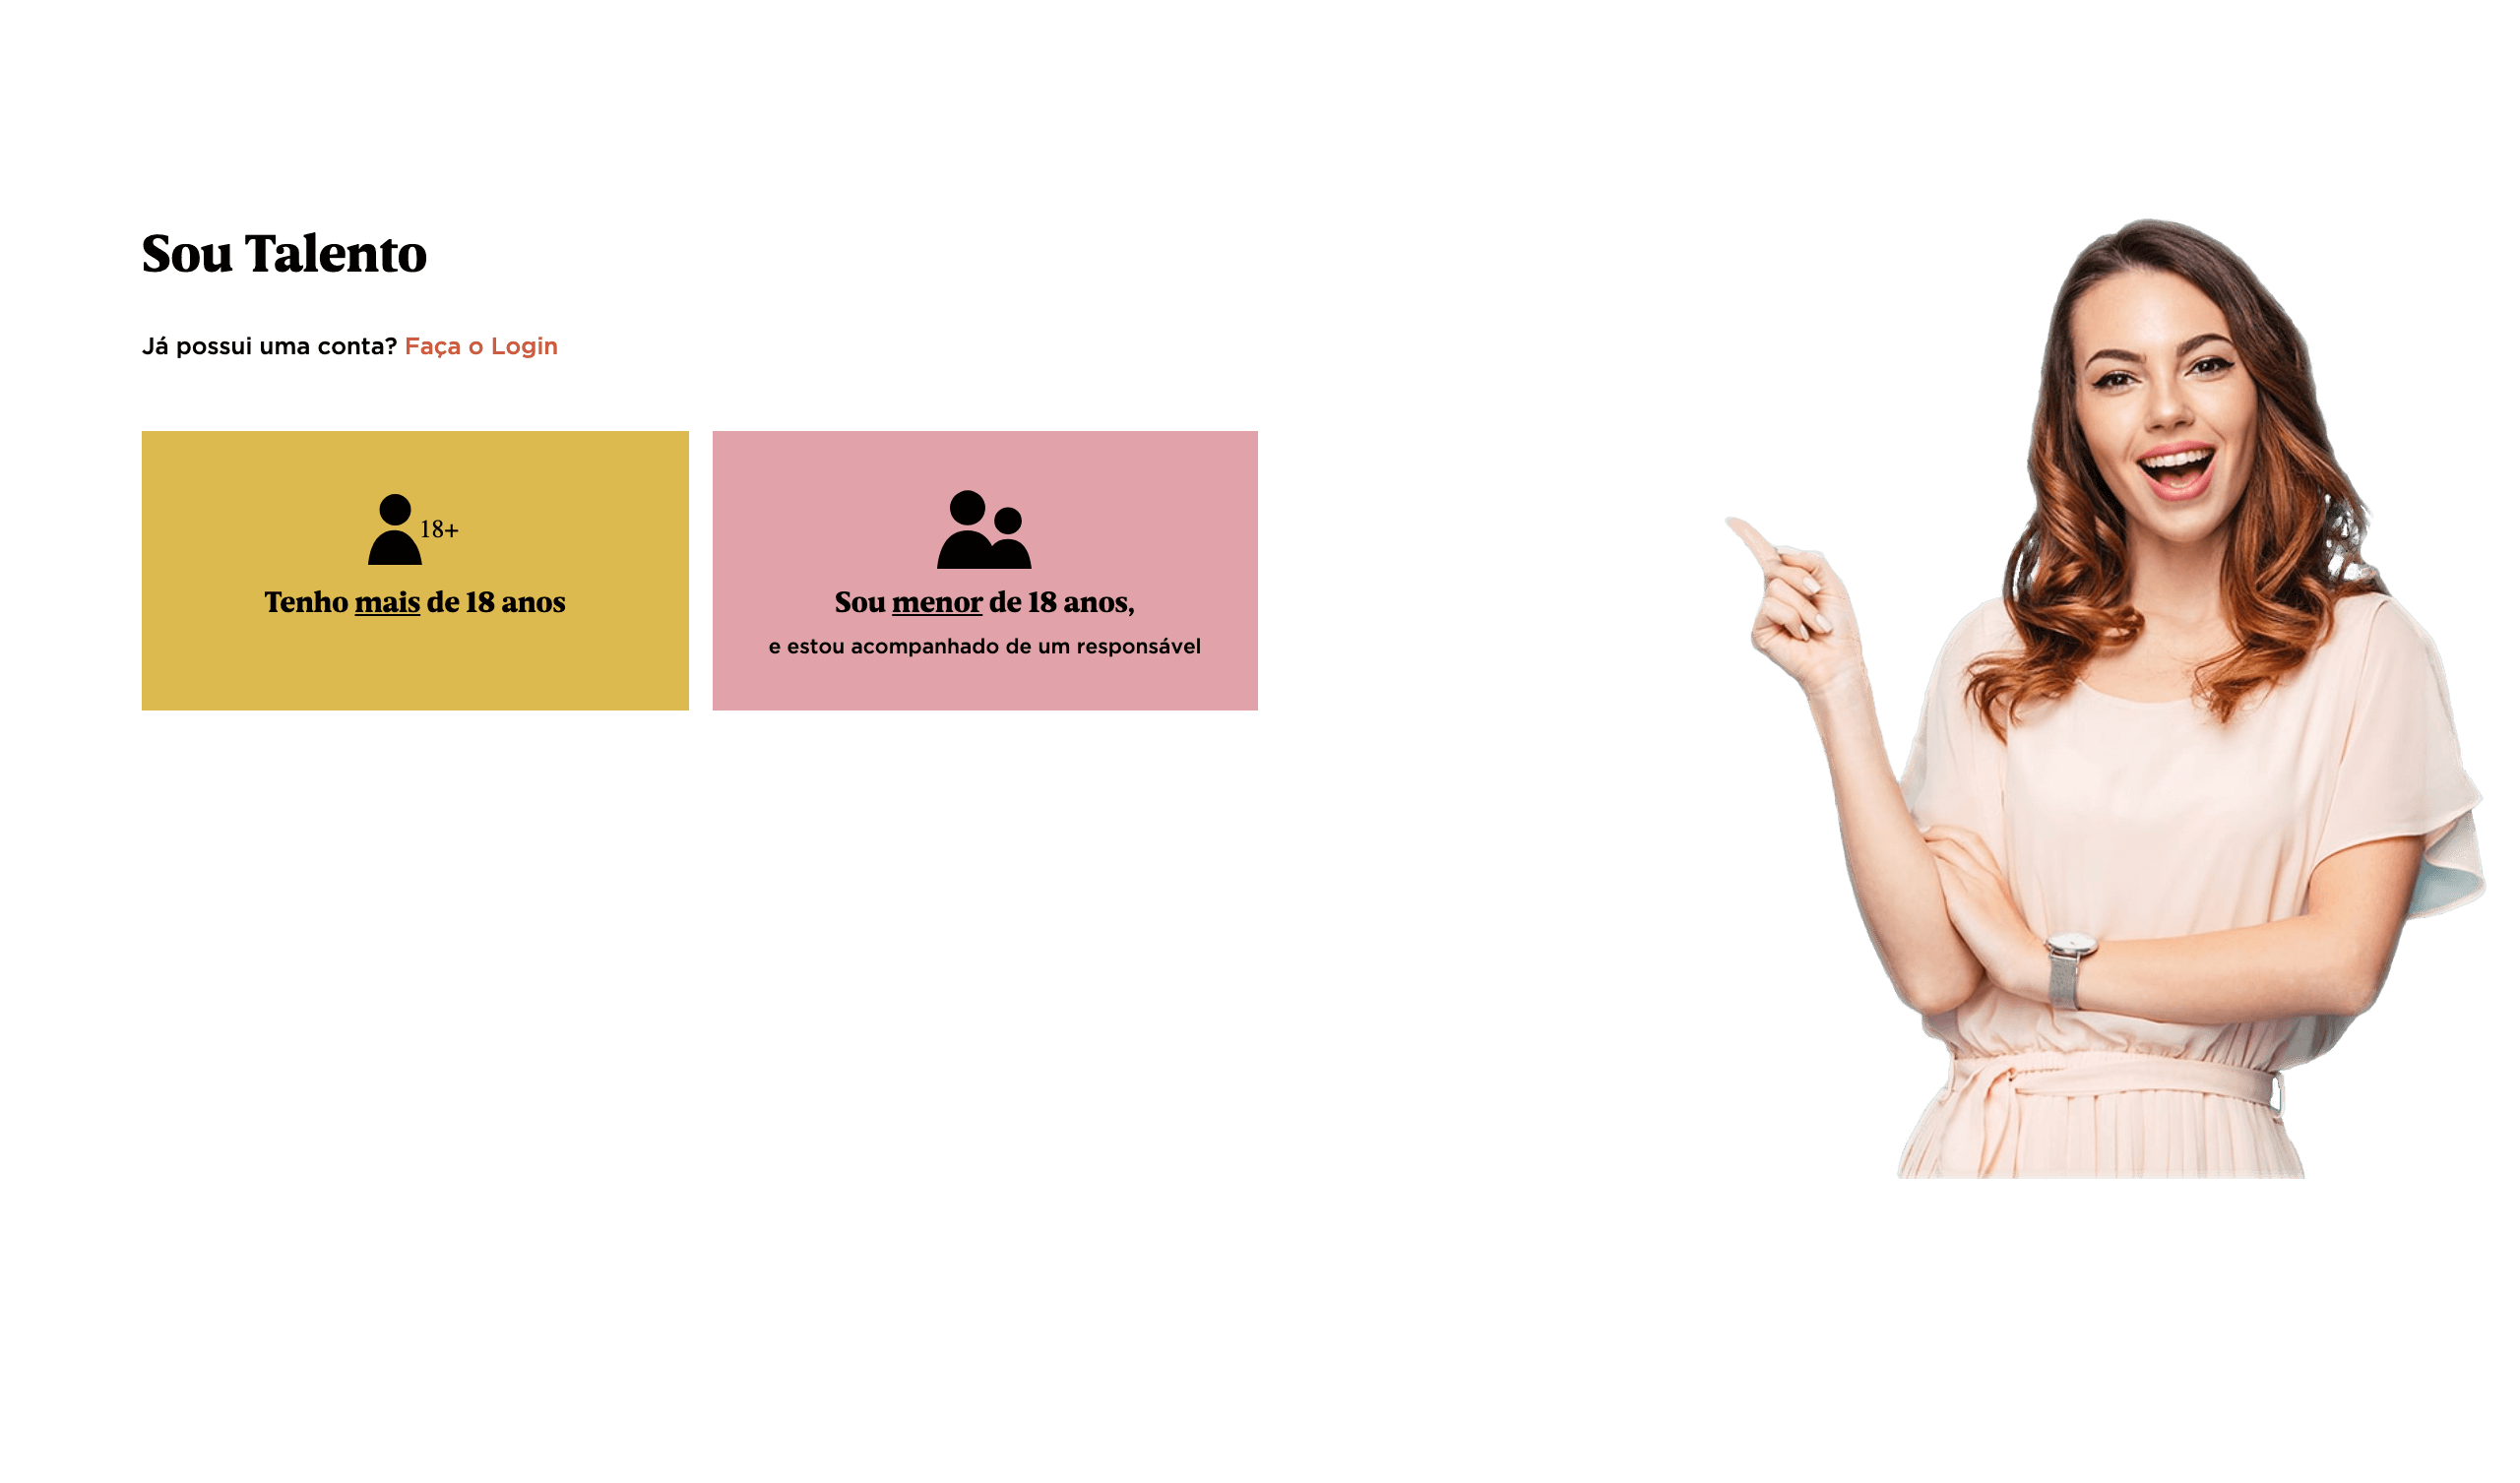 Sou Talento
Já possui uma conta? Faça o Login
18+
Tenho mais de 18 anos
Sou menor de 18 anos,
e estou acompanhado de um responsável